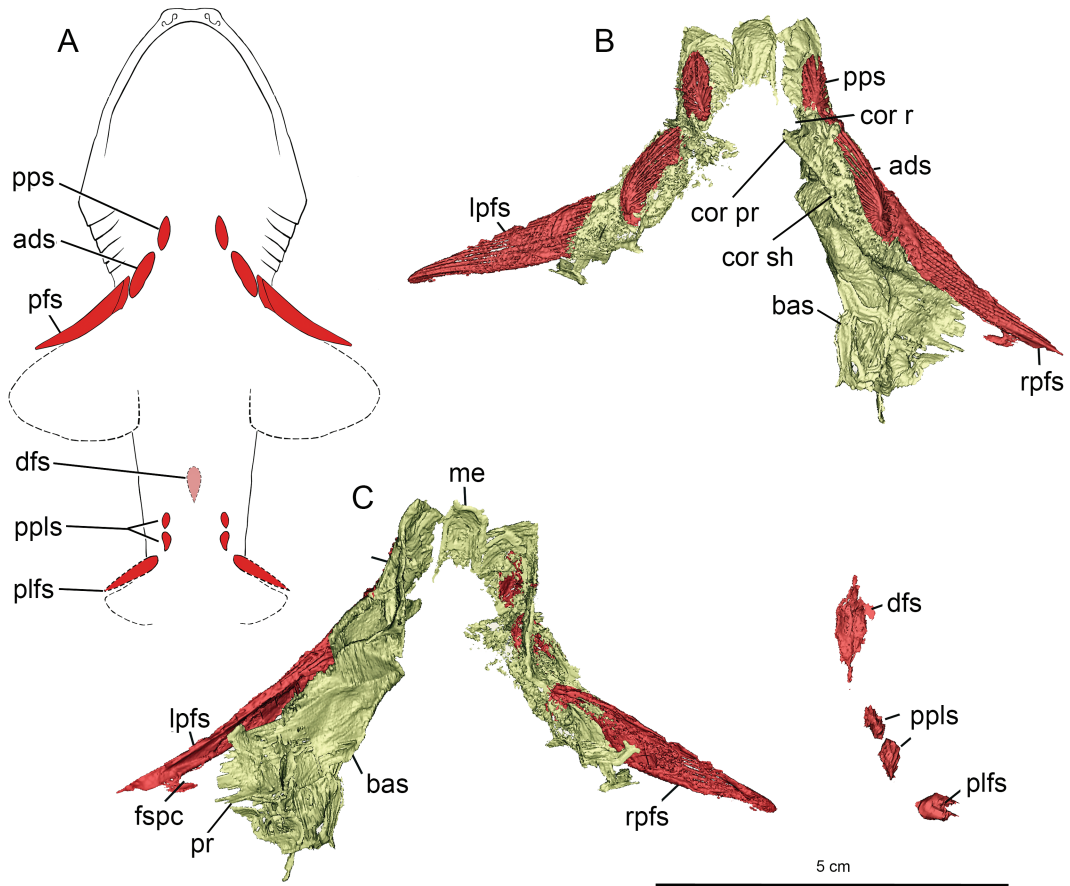 A
pps
ads
pfs
dfs
ppls
plfs
B
pps
cor r
ads
lpfs
cor pr
cor sh
bas
rpfs
C
me
lpfs
fspc
pr
bas
rpfs
dfs
ppls
plfs
5 cm